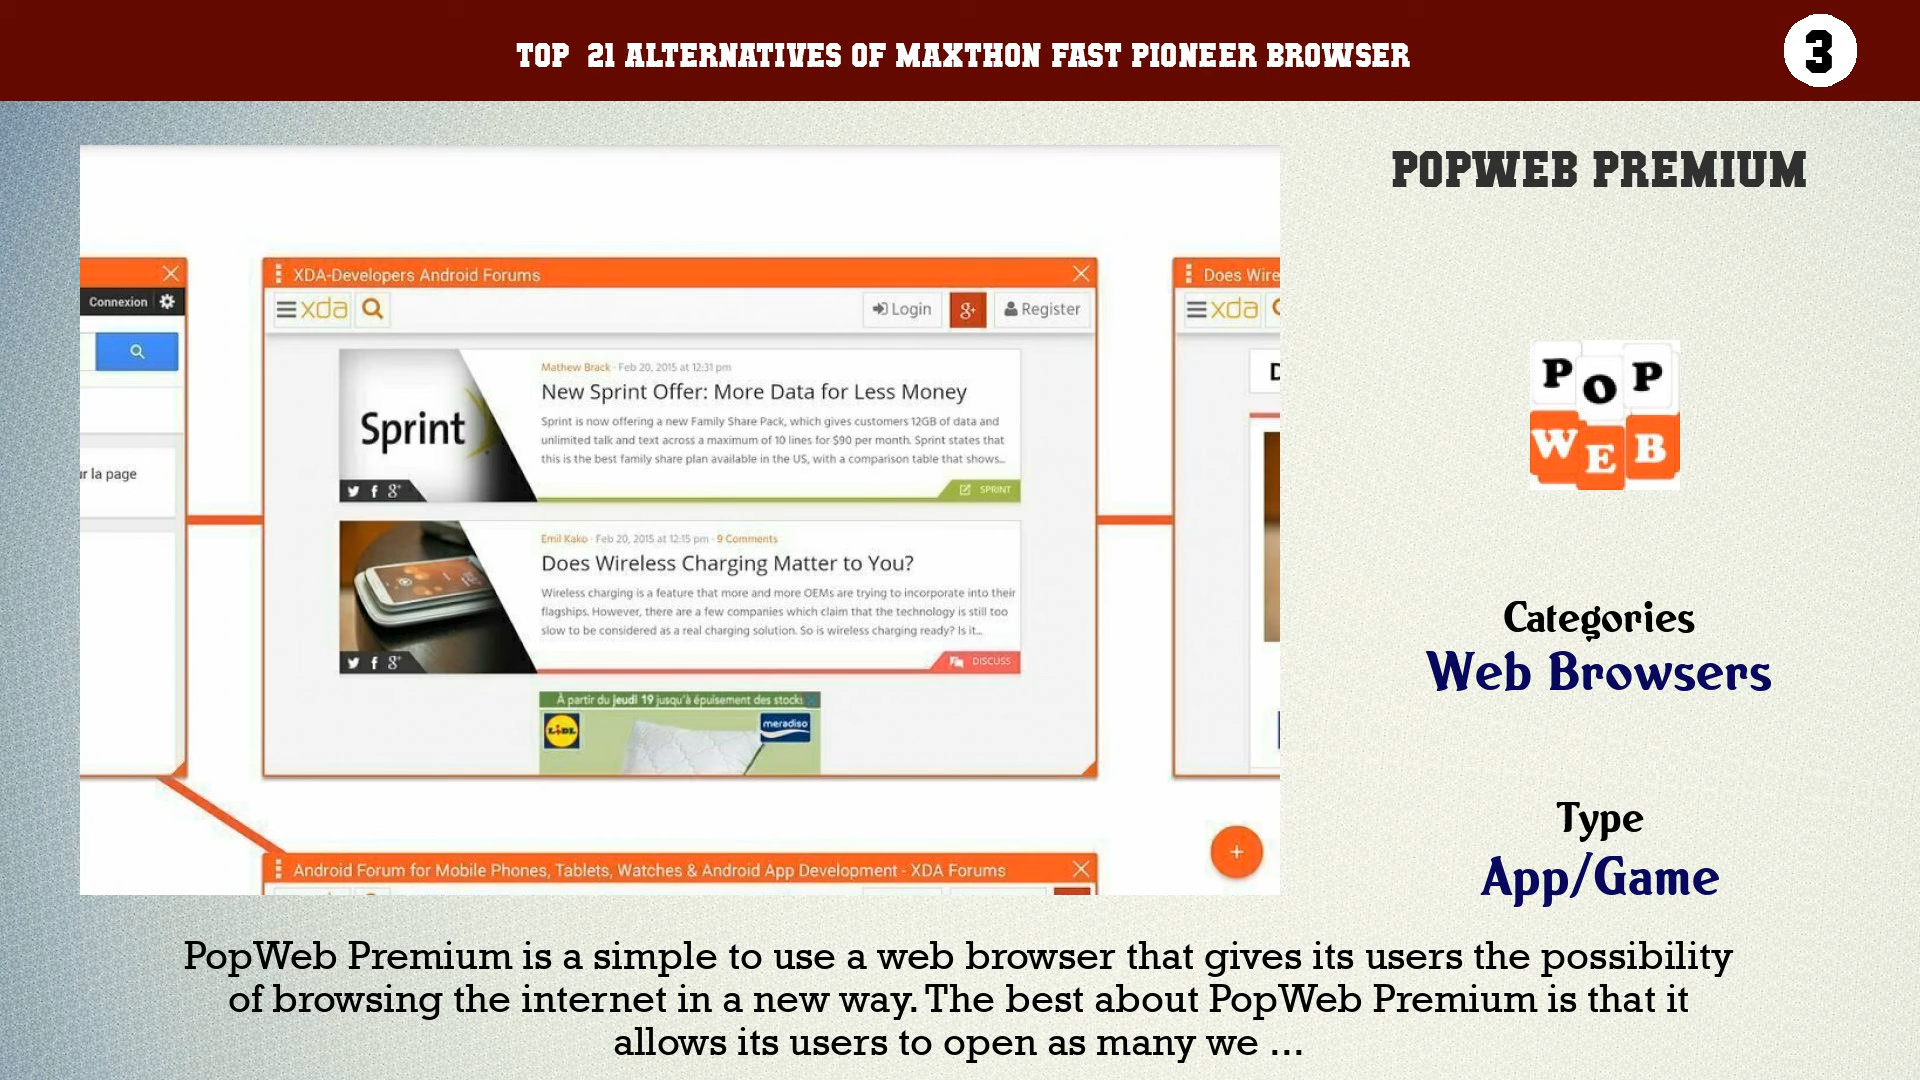 TOP 21 ALTERNATIVES OF MAXTHON FAST PIONEER BROWSER
3
POPWEB PREMIUM
XDA-Developers Android Forums
Does Wire
Connexion
xda
Login
g+
Register
xda
Mathew Brack - Feb 20, 2015 at 12:31 pm
New Sprint Offer: More Data for Less Money
Sprint
Sprint is now offering a new Family Share Pack, which gives customers 12GB of data and
unlimited talk and text across a maximum of 10 lines for $90 per month. Sprint states that
this is the best family share plan available in the US, with a comparison table that shows...
SPRINT
r la page
Emil Kako - Feb 20, 2015 at 12:15 pm - 9 Comments
Does Wireless Charging Matter to You?
Wireless charging is a feature that more and more OEMs are trying to incorporate into their
flagships. However, there are a few companies which claim that the technology is still too
slow to be considered as a real charging solution. So is wireless charging ready? Is it...
DISCUSS
À partir du jeudi 19 jusqu'à épuisement des stocks
LIDL
meradiso
Android Forum for Mobile Phones, Tablets, Watches & Android App Development - XDA Forums
POP
WEB
Categories
Web Browsers
Type
App/Game
PopWeb Premium is a simple to use a web browser that gives its users the possibility
of browsing the internet in a new way. The best about PopWeb Premium is that it
allows its users to open as many we ...